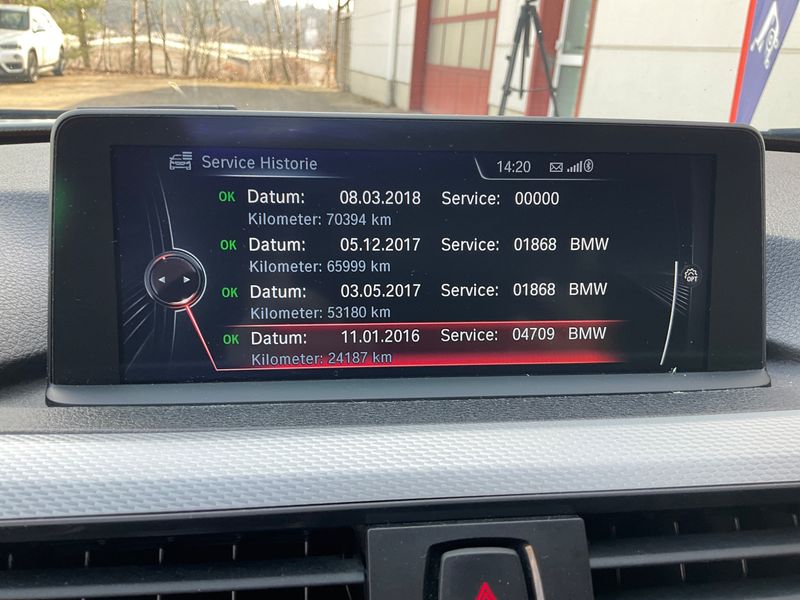 Service Historie 14:20
OK Datum: 08.03.2018 Service: 00000
Kilometer: 70394 km
OK Datum: 05.12.2017 Service: 01868 BMW
Kilometer: 65999 km
OK Datum: 03.05.2017 Service: 01868 BMW
Kilometer: 53180 km
OK Datum: 11.01.2016 Service: 04709 BMW
Kilometer: 24187 km
OPT